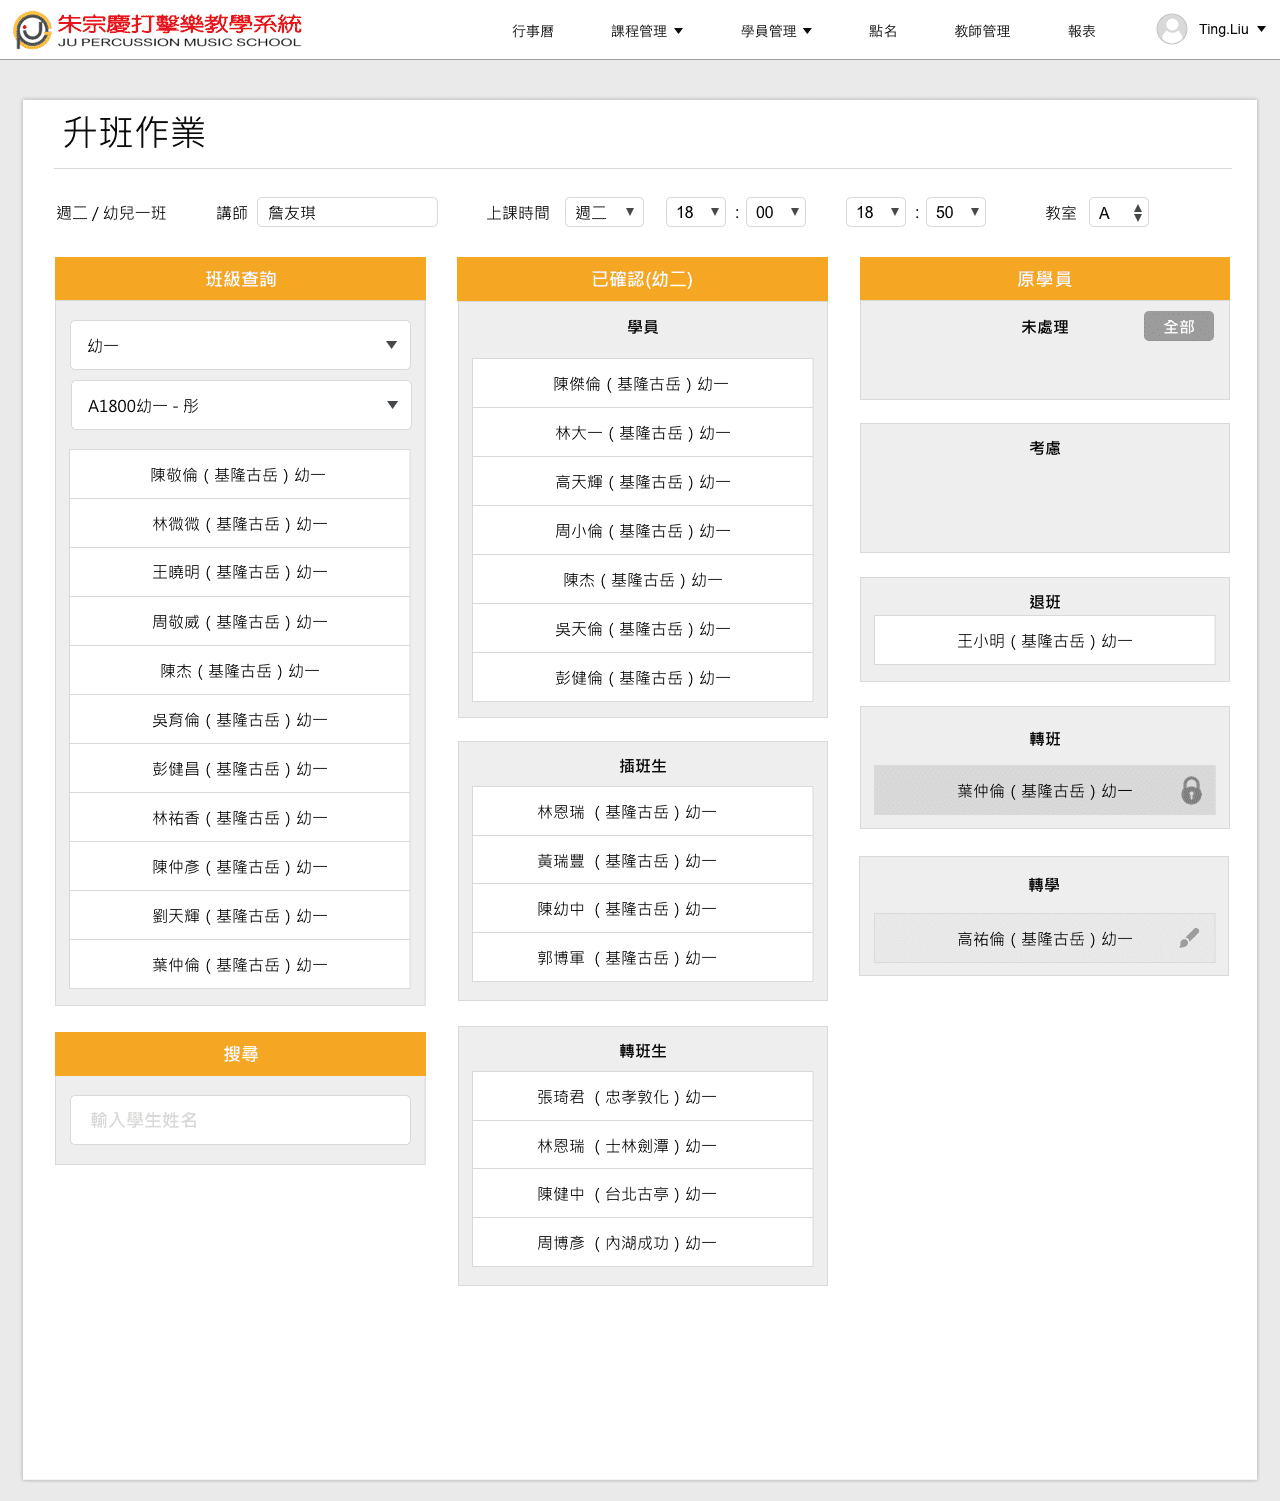 朱宗慶打擊樂教學系統
JU PERCUSSION MUSIC SCHOOL
行事曆 課程管理 學員管理 點名 教師管理 報表 Ting.Liu
升班作業
週二 / 幼兒一班 講師 詹友琪 上課時間 週二 18 : 00 18 : 50 教室 A
班級查詢
幼一
A1800幼一 - 彤
陳敬倫 ( 基隆古岳 ) 幼一
林微微 ( 基隆古岳 ) 幼一
王曉明 ( 基隆古岳 ) 幼一
周敬威 ( 基隆古岳 ) 幼一
陳杰 ( 基隆古岳 ) 幼一
吳育倫 ( 基隆古岳 ) 幼一
彭健昌 ( 基隆古岳 ) 幼一
林祐香 ( 基隆古岳 ) 幼一
陳仲彥 ( 基隆古岳 ) 幼一
劉天輝 ( 基隆古岳 ) 幼一
葉仲倫 ( 基隆古岳 ) 幼一
搜尋
輸入學生姓名
已確認(幼二)
學員
陳傑倫 ( 基隆古岳 ) 幼一
林大一 ( 基隆古岳 ) 幼一
高天輝 ( 基隆古岳 ) 幼一
周小倫 ( 基隆古岳 ) 幼一
陳杰 ( 基隆古岳 ) 幼一
吳天倫 ( 基隆古岳 ) 幼一
彭健倫 ( 基隆古岳 ) 幼一
插班生
林恩瑞 ( 基隆古岳 ) 幼一
黃瑞豐 ( 基隆古岳 ) 幼一
陳幼中 ( 基隆古岳 ) 幼一
郭博軍 ( 基隆古岳 ) 幼一
轉班生
張琦君 ( 忠孝敦化 ) 幼一
林恩瑞 ( 士林劍潭 ) 幼一
陳健中 ( 台北古亭 ) 幼一
周博彥 ( 內湖成功 ) 幼一
原學員
未處理 全部
考慮
退班
王小明 ( 基隆古岳 ) 幼一
轉班
葉仲倫 ( 基隆古岳 ) 幼一
轉學
高祐倫 ( 基隆古岳 ) 幼一